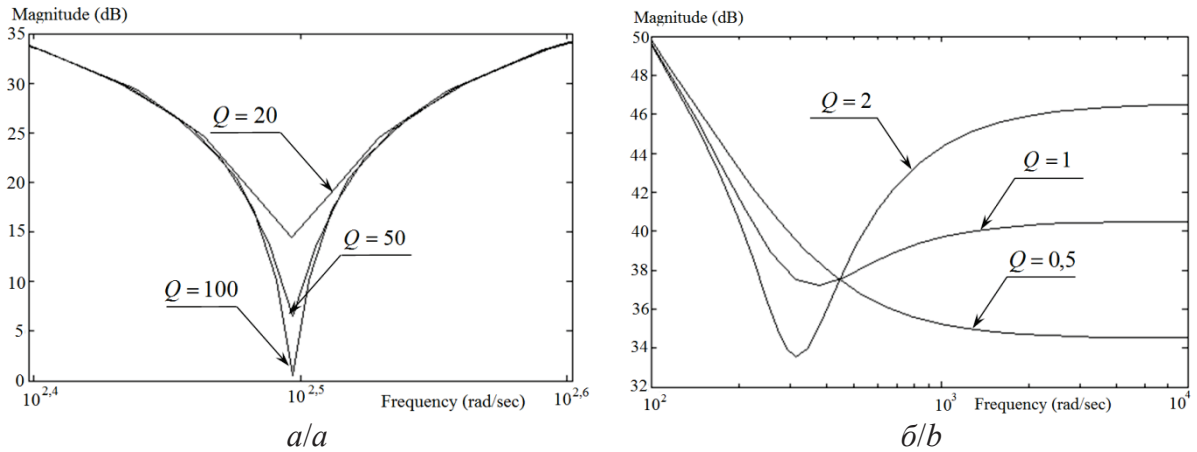 Magnitude (dB)
35
30
25
20
15
10
5
0
Q = 20
Q = 50
Q = 100
10^2,4
10^2,5
Frequency (rad/sec)
10^2,6
а/a
Magnitude (dB)
50
46
44
42
40
38
36
34
32
Q = 2
Q = 1
Q = 0,5
10^2
10^3
Frequency (rad/sec)
10^4
б/b